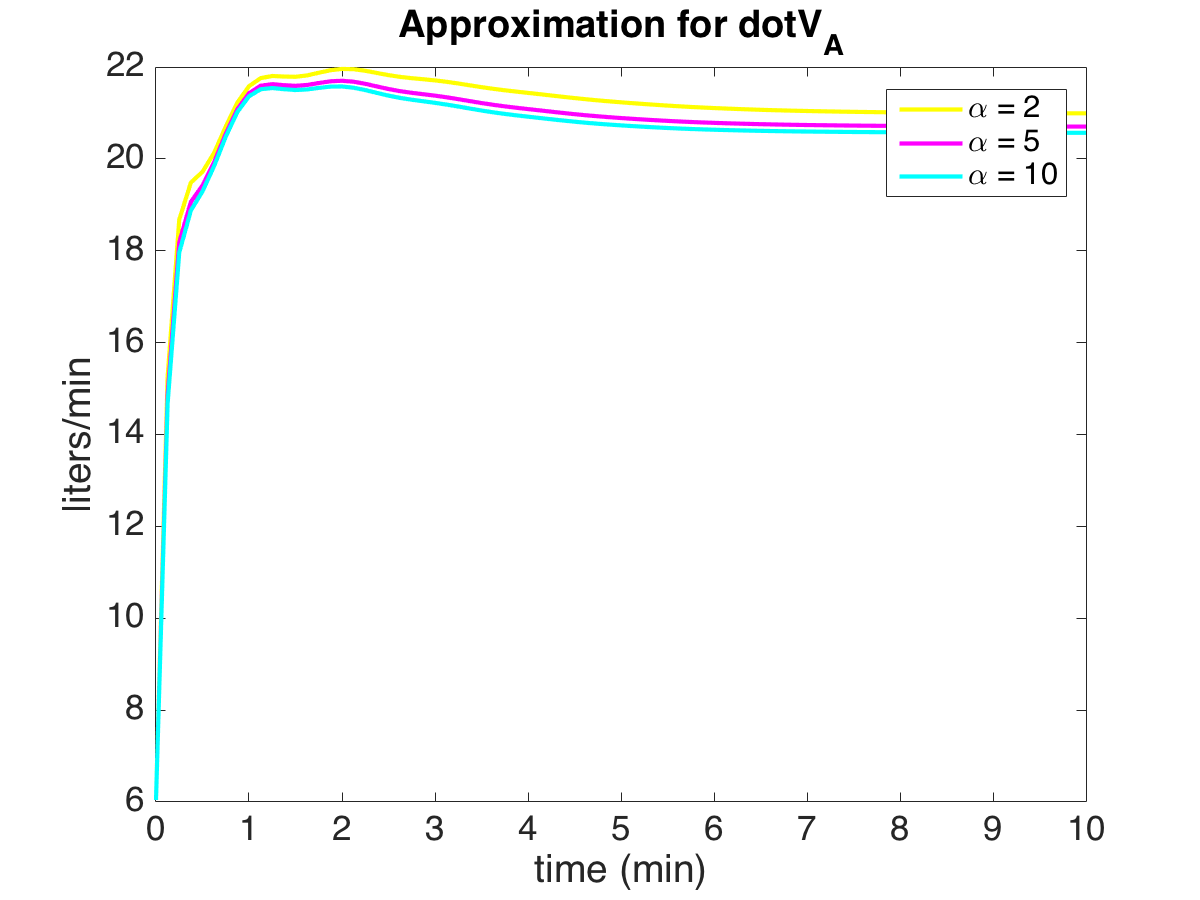 Approximation for dotV_A
22
20
18
16
14
12
10
8
6
liters/min
α = 2
α = 5
α = 10
0 1 2 3 4 5 6 7 8 9 10
time (min)